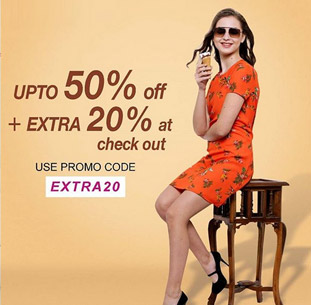 UPTO 50% off
+ EXTRA 20% at
check out
USE PROMO CODE
EXTRA20